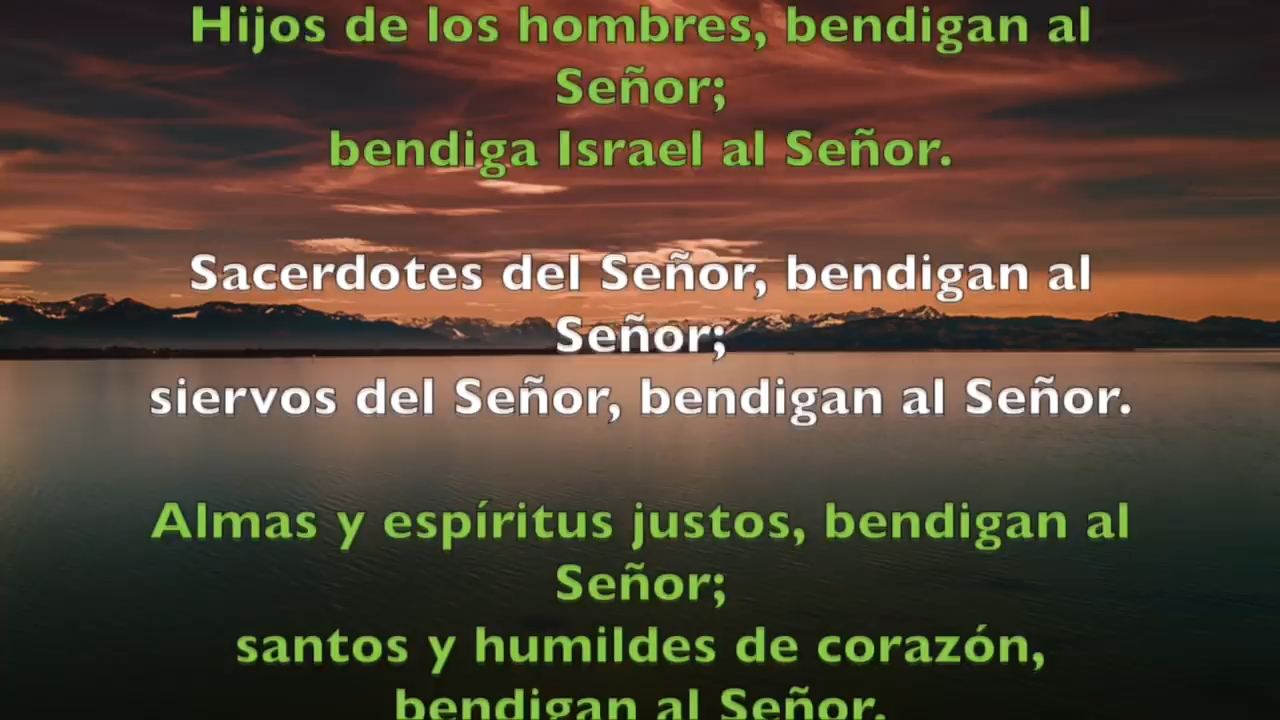 Hijos de los hombres, bendigan al
Señor;
bendiga Israel al Señor.
Sacerdotes del Señor, bendigan al
Señor;
siervos del Señor, bendigan al Señor.
Almas y espíritus justos, bendigan al
Señor;
santos y humildes de corazón,
bendigan al Señor.